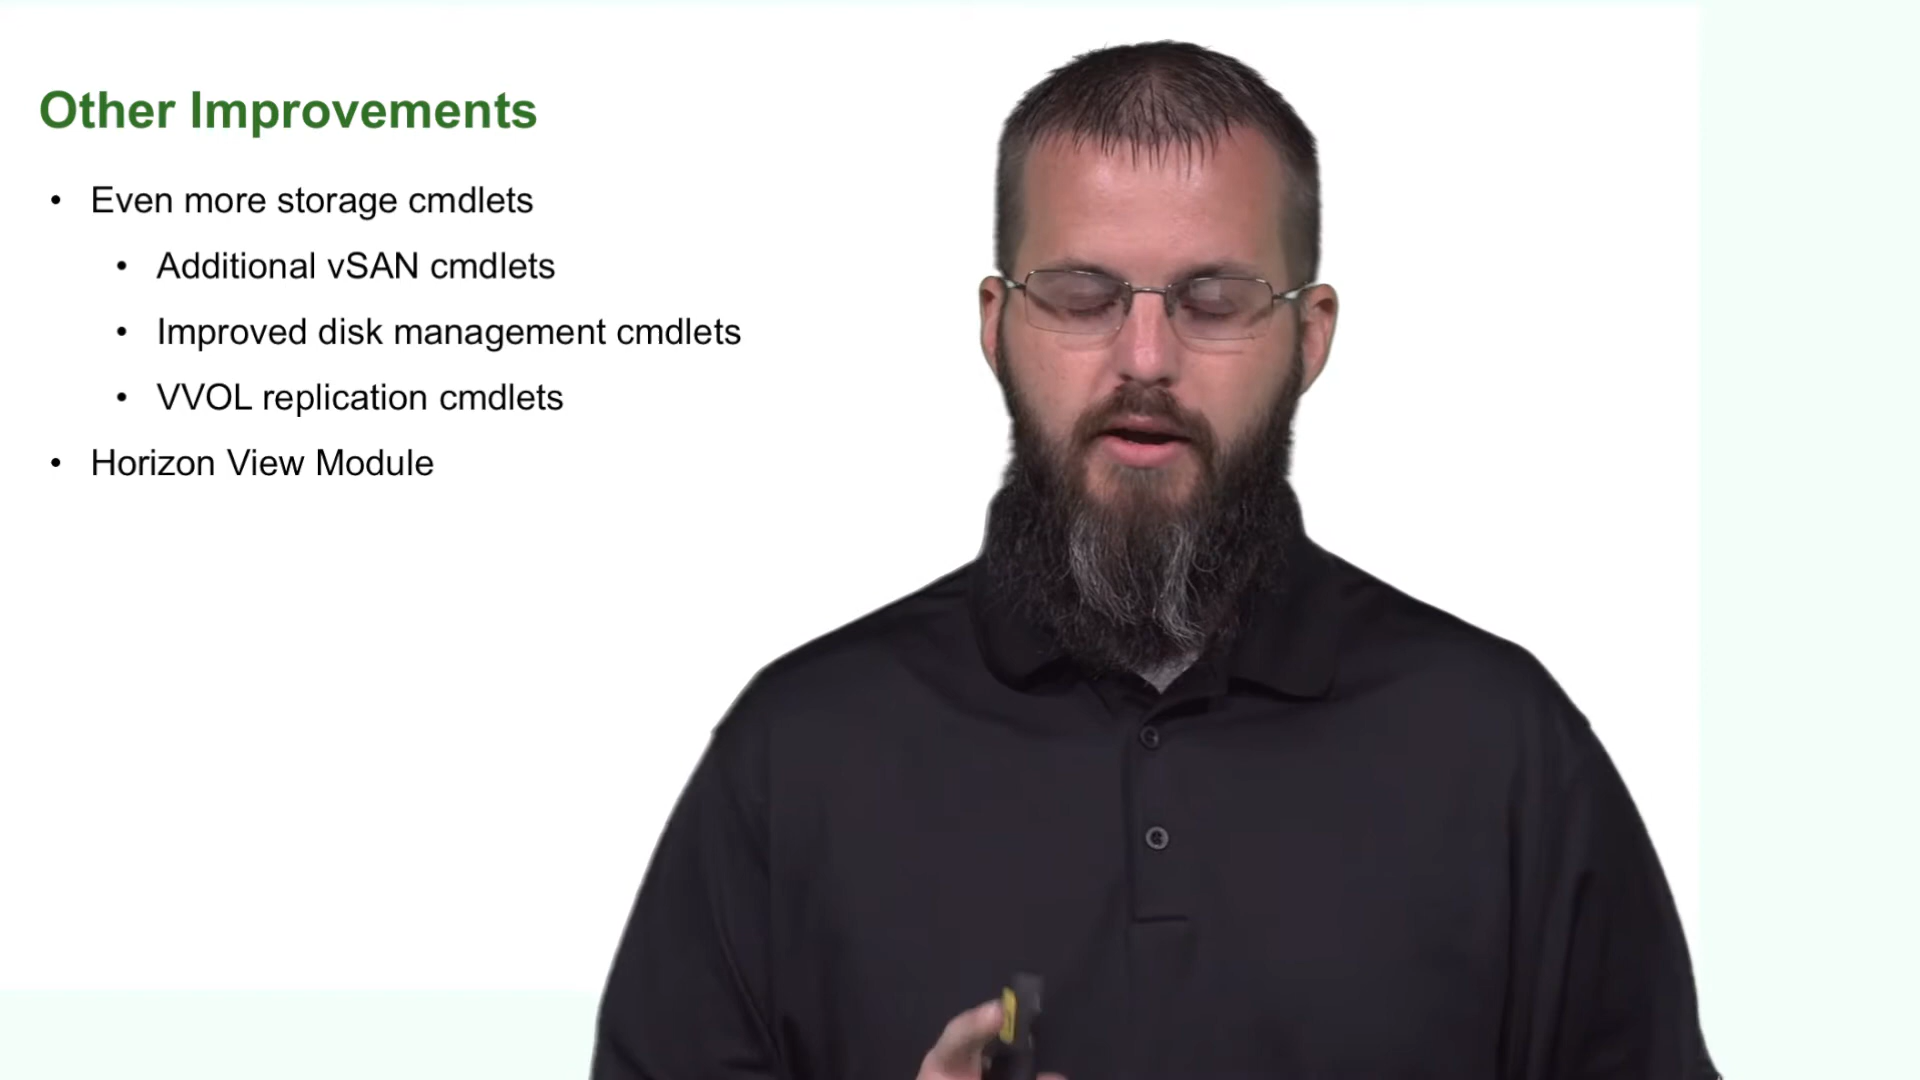 Other Improvements
• Even more storage cmdlets
• Additional vSAN cmdlets
• Improved disk management cmdlets
• VVOL replication cmdlets
• Horizon View Module